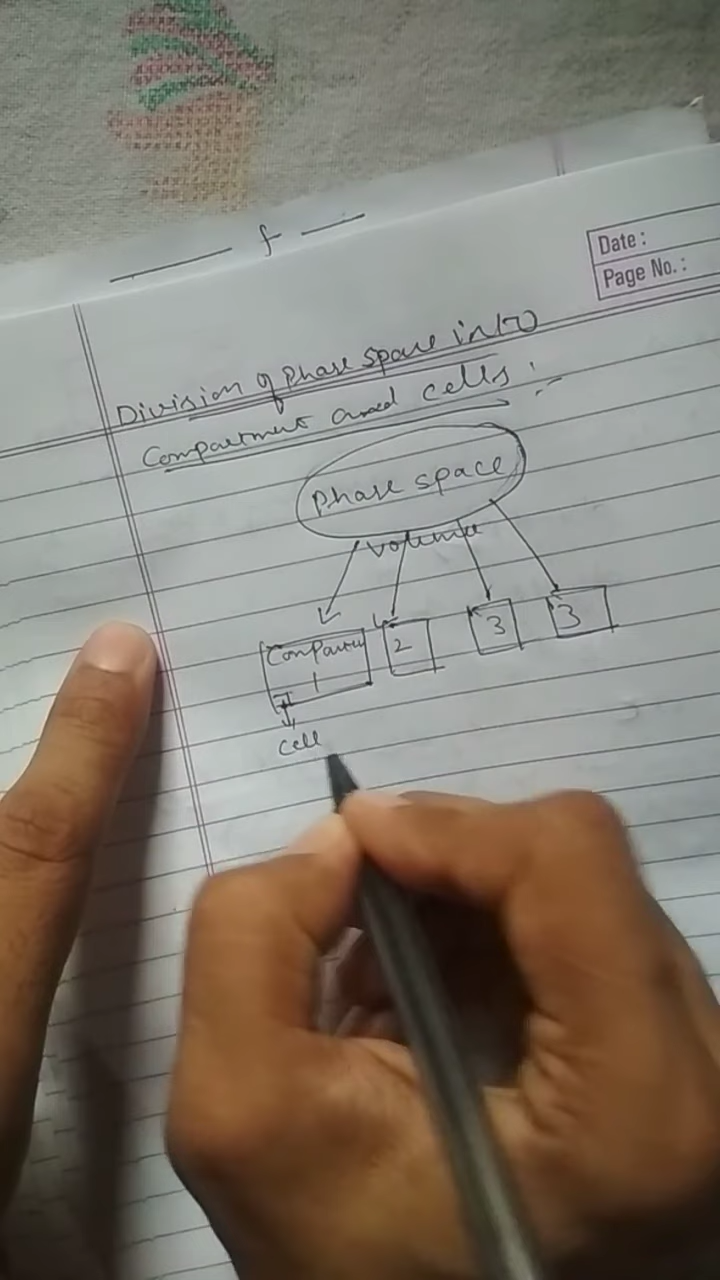 f
Date :
Page No. :
Division of Phase Space into
Compartment and cells :-
Phase space
Volume
Compartm
1
2
3
3
cell